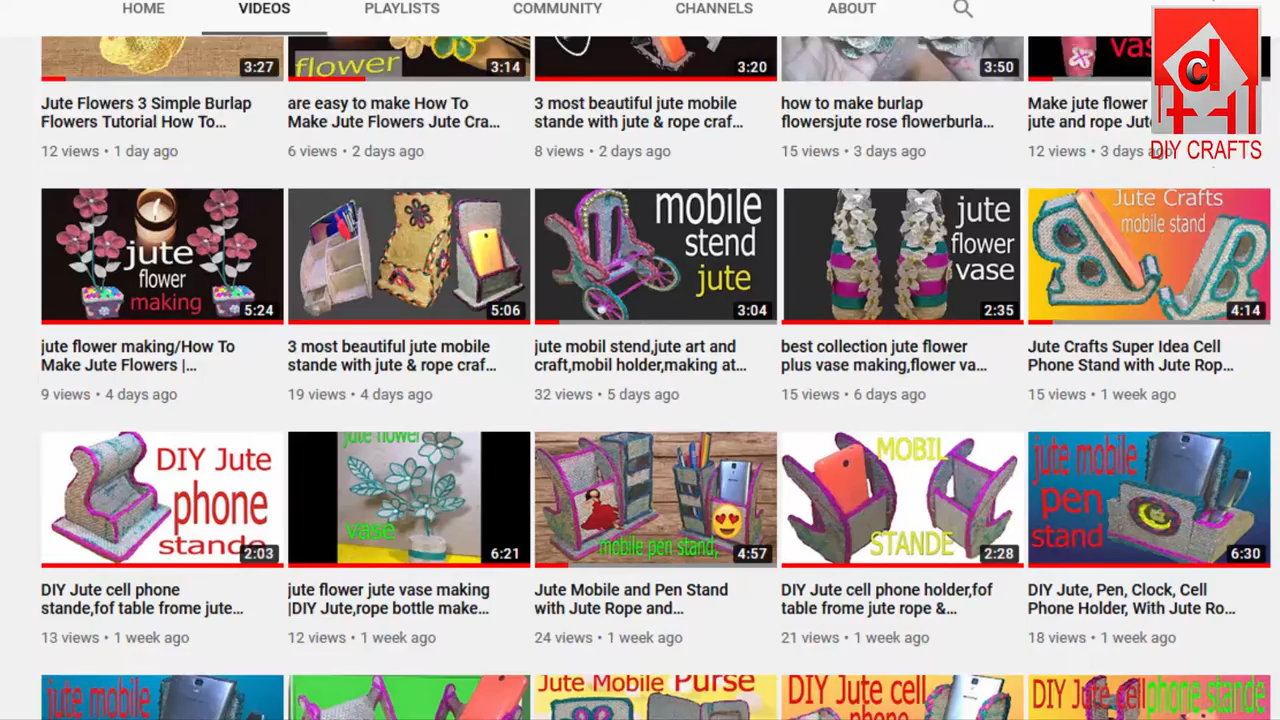 HOME VIDEOS PLAYLISTS COMMUNITY CHANNELS ABOUT
3:27
flower
3:14
3:20
3:50
vas
Jute Flowers 3 Simple Burlap
Flowers Tutorial How To...
12 views • 1 day ago
are easy to make How To
Make Jute Flowers Jute Cra...
6 views • 2 days ago
3 most beautiful jute mobile
stande with jute & rope craf...
8 views • 2 days ago
how to make burlap
flowersjute rose flowerburla...
15 views • 3 days ago
Make jute flower
jute and rope Jut
12 views • 3 days ago
DIY CRAFTS
jute
flower
making
5:24
5:06
mobile
stend
jute
3:04
jute
flower
vase
2:35
Jute Crafts
mobile stand
4:14
jute flower making/How To
Make Jute Flowers |...
9 views • 4 days ago
3 most beautiful jute mobile
stande with jute & rope craf...
19 views • 4 days ago
jute mobil stend,jute art and
craft,mobil holder,making at...
32 views • 5 days ago
best collection jute flower
plus vase making,flower va...
15 views • 6 days ago
Jute Crafts Super Idea Cell
Phone Stand with Jute Rop...
15 views • 1 week ago
DIY Jute
phone
stande
2:03
jute flower
vase
6:21
mobile pen stand,
4:57
MOBIL
STANDE
2:28
jute mobile
pen
stand
6:30
DIY Jute cell phone
stande,fof table frome jute...
13 views • 1 week ago
jute flower jute vase making
|DIY Jute,rope bottle make...
12 views • 1 week ago
Jute Mobile and Pen Stand
with Jute Rope and...
24 views • 1 week ago
DIY Jute cell phone holder,fof
table frome jute rope &...
21 views • 1 week ago
DIY Jute, Pen, Clock, Cell
Phone Holder, With Jute Ro...
18 views • 1 week ago
jute mobile
Jute Mobile Purse
DIY Jute cell
phone
DIY Jute cell phone stande